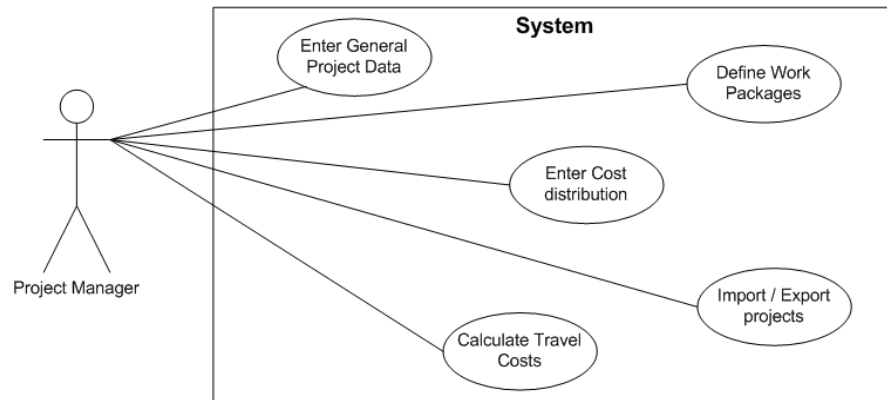 System
Enter General
Project Data
Define Work
Packages
Enter Cost
distribution
Project Manager
Import / Export
projects
Calculate Travel
Costs